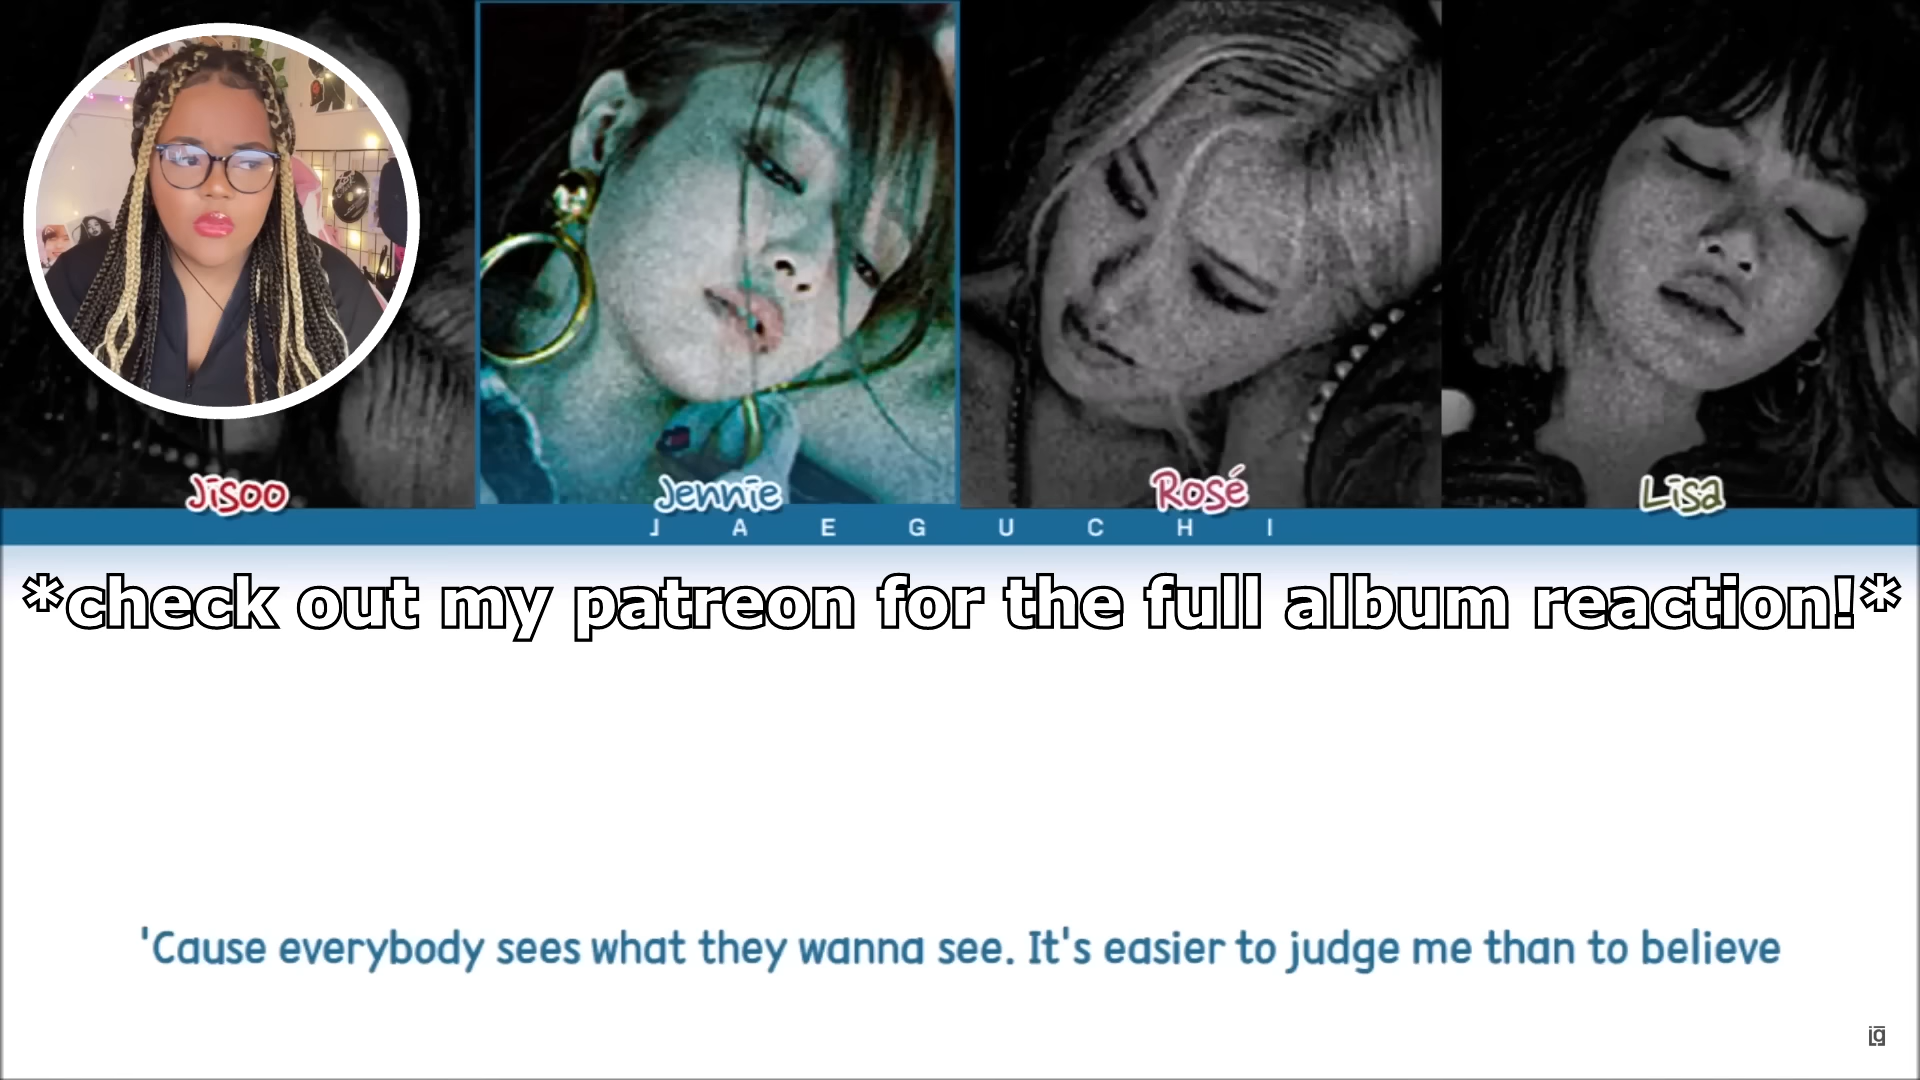 Jisoo
Jennie
Rosé
Lisa
JAEGUCHI
*check out my patreon for the full album reaction!*
'Cause everybody sees what they wanna see. It's easier to judge me than to believe